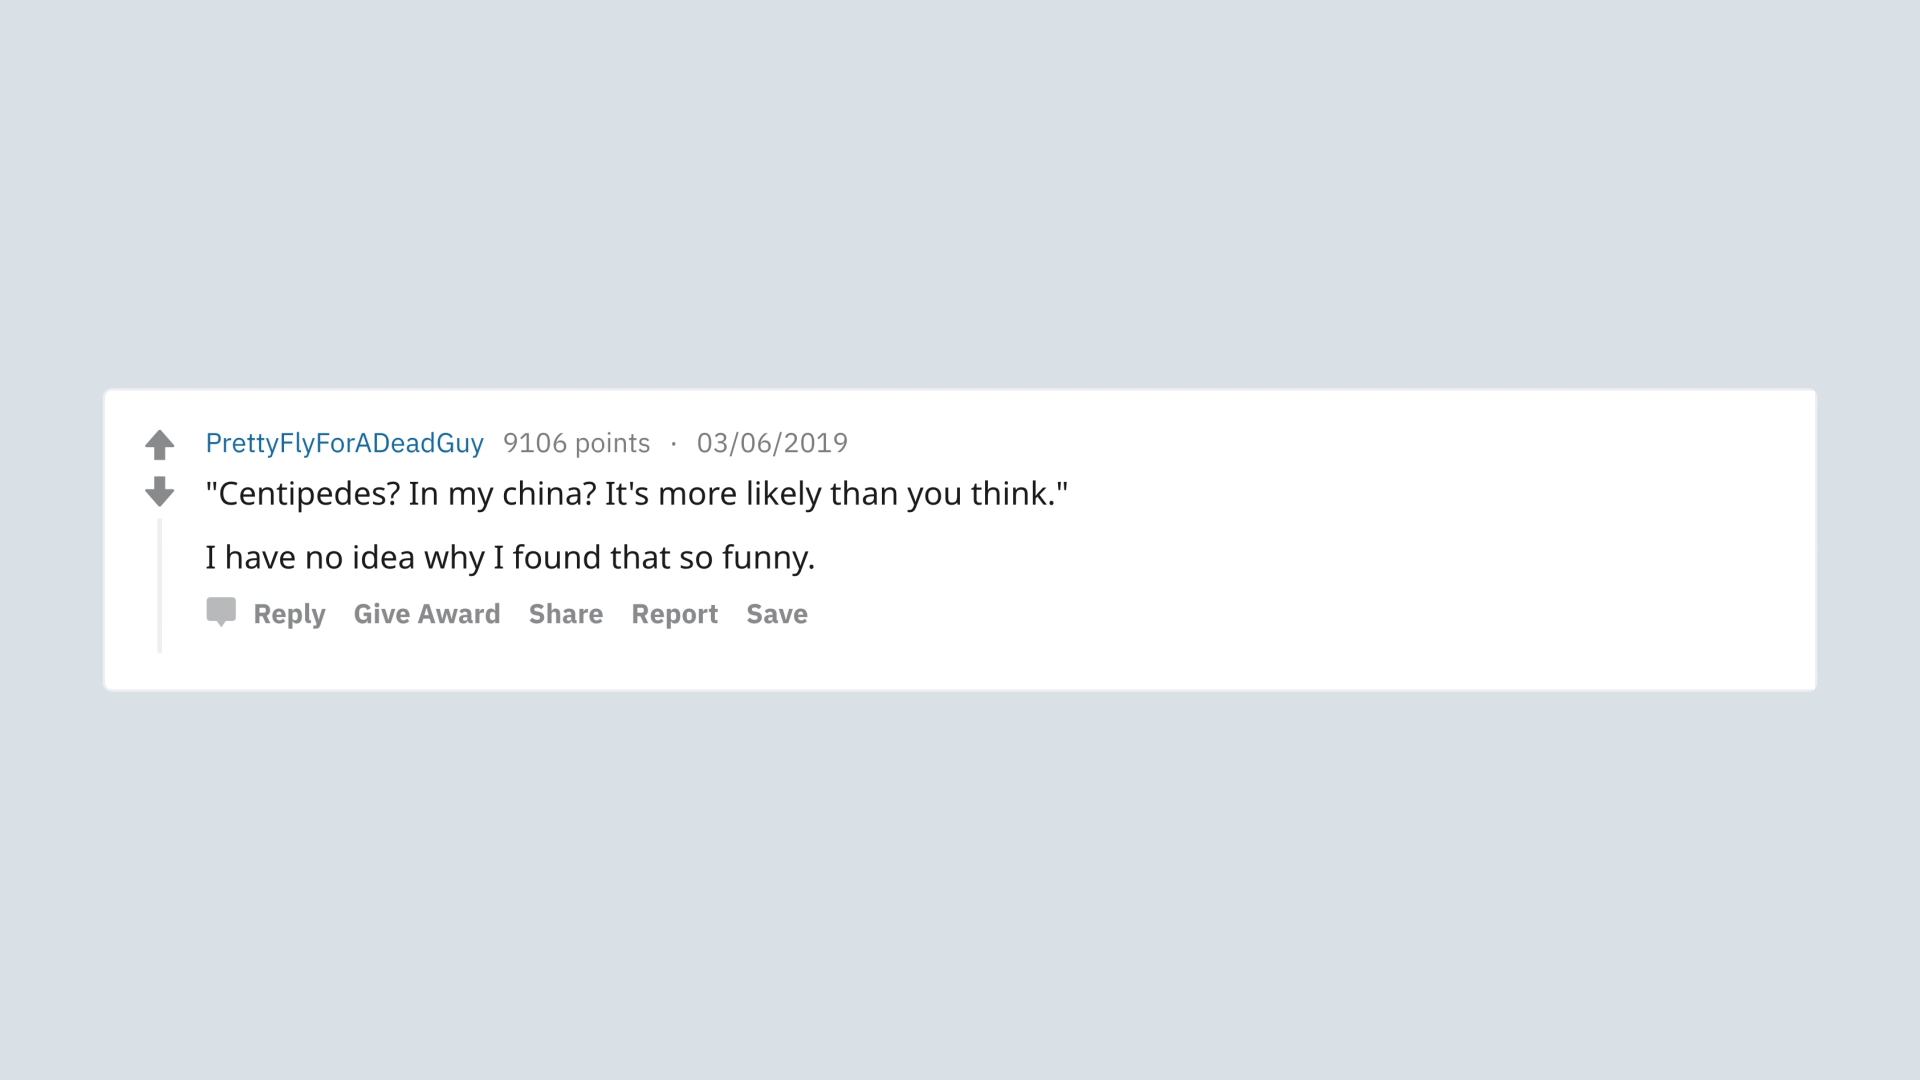 PrettyFlyForADeadGuy 9106 points · 03/06/2019
"Centipedes? In my china? It's more likely than you think."
I have no idea why I found that so funny.
Reply Give Award Share Report Save